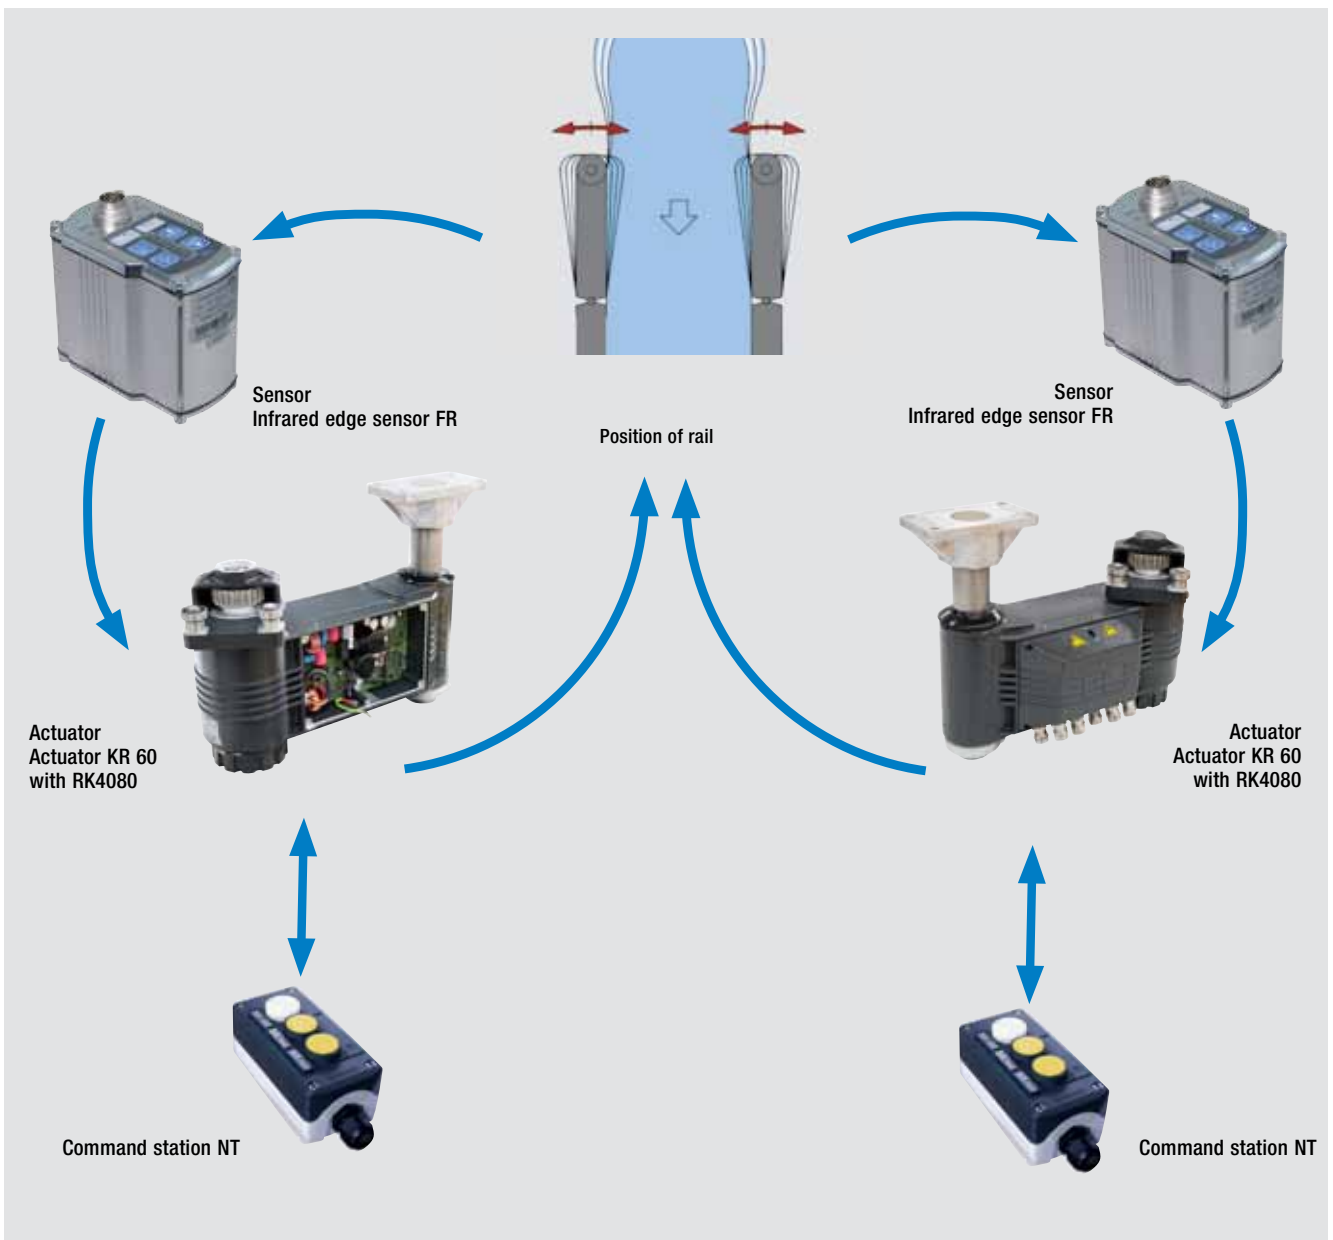 Sensor
Infrared edge sensor FR
Sensor
Infrared edge sensor FR
Position of rail
Actuator
Actuator KR 60
with RK4080
Actuator
Actuator KR 60
with RK4080
Command station NT
Command station NT